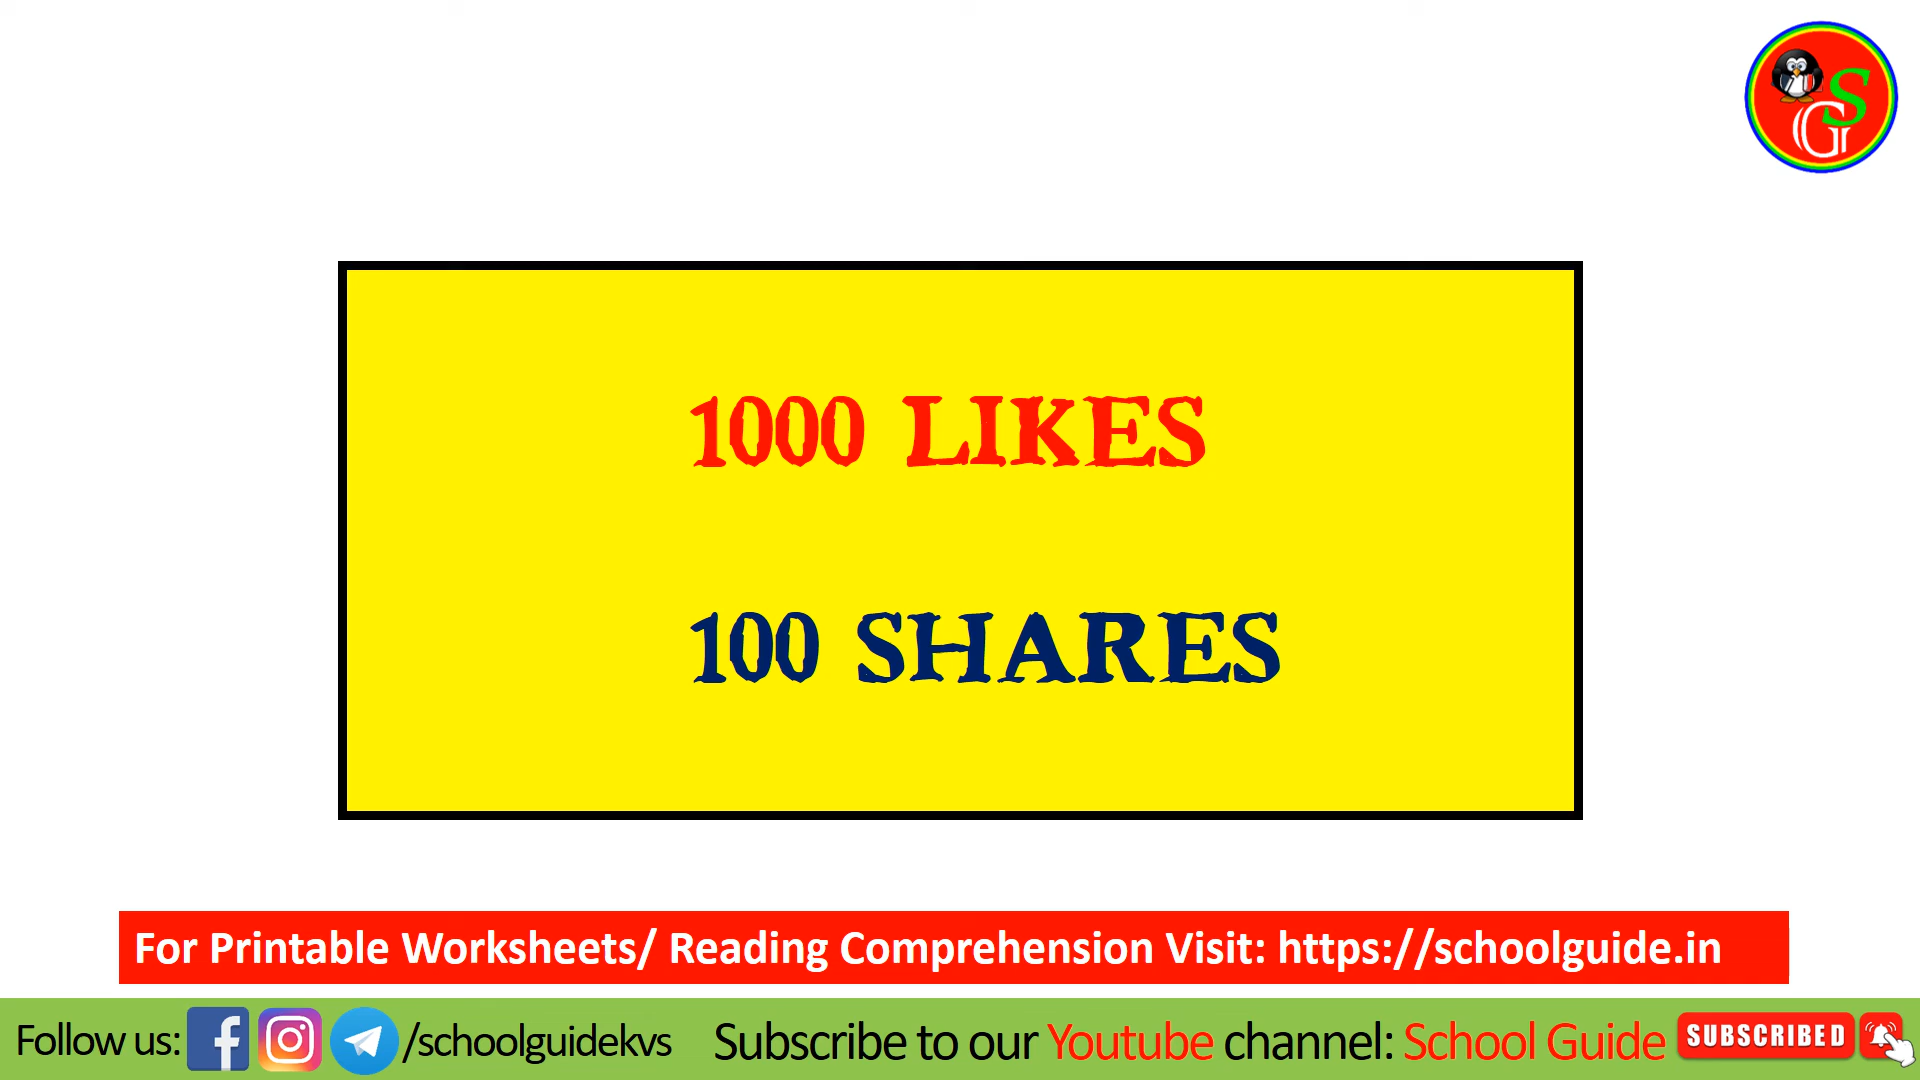 SG
1000 LIKES
100 SHARES
For Printable Worksheets/ Reading Comprehension Visit: https://schoolguide.in
Follow us: /schoolguidekvs Subscribe to our Youtube channel: School Guide SUBSCRIBED